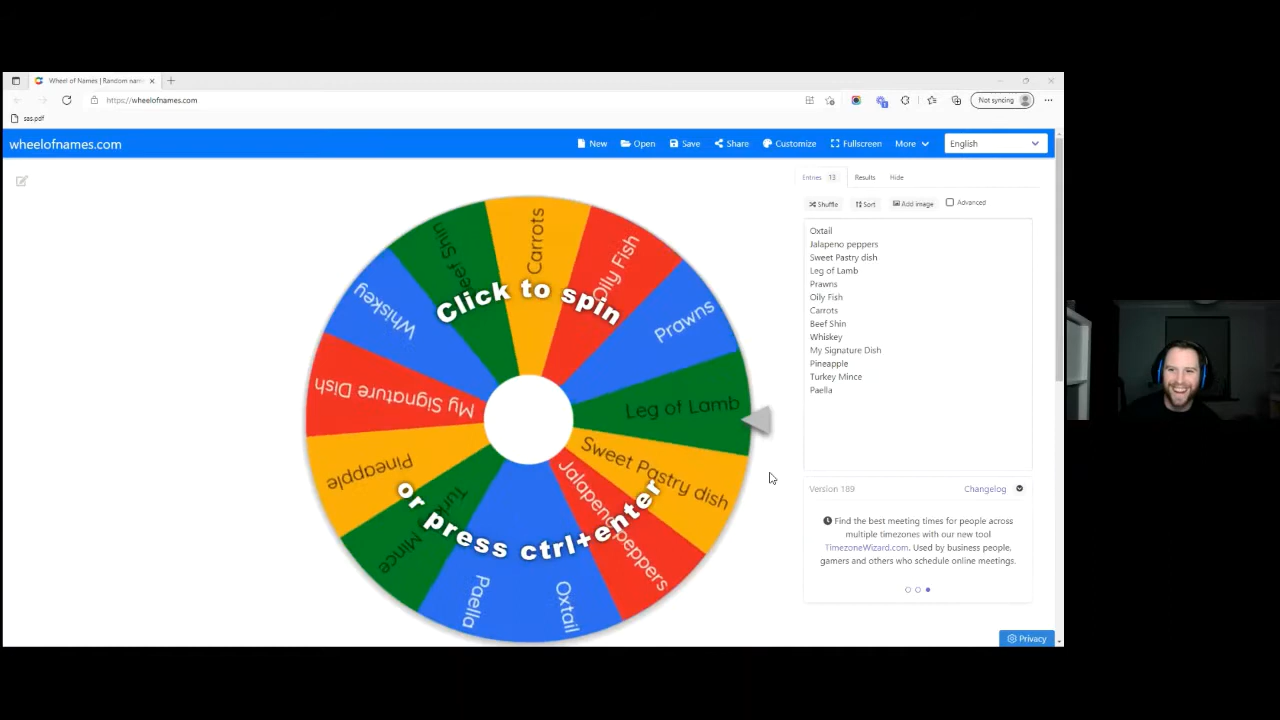 Wheel of Names | Random nam
https://wheelofnames.com
Not syncing
sas.pdf
wheelofnames.com
New
Open
Save
Share
Customize
Fullscreen
More
English
Entries 13
Results
Hide
Shuffle
Sort
Add image
Advanced
Oxtail
Jalapeno peppers
Sweet Pastry dish
Leg of Lamb
Prawns
Oily Fish
Carrots
Beef Shin
Whiskey
My Signature Dish
Pineapple
Turkey Mince
Paella
Click to spin
or press ctrl+enter
Carrots
Oily Fish
Prawns
Leg of Lamb
Sweet Pastry dish
Jalapeno peppers
Oxtail
Paella
Turkey Mince
Pineapple
My Signature Dish
Whiskey
Beef Shin
Version 189
Changelog
Find the best meeting times for people across
multiple timezones with our new tool
TimezoneWizard.com. Used by business people,
gamers and others who schedule online meetings.
Privacy